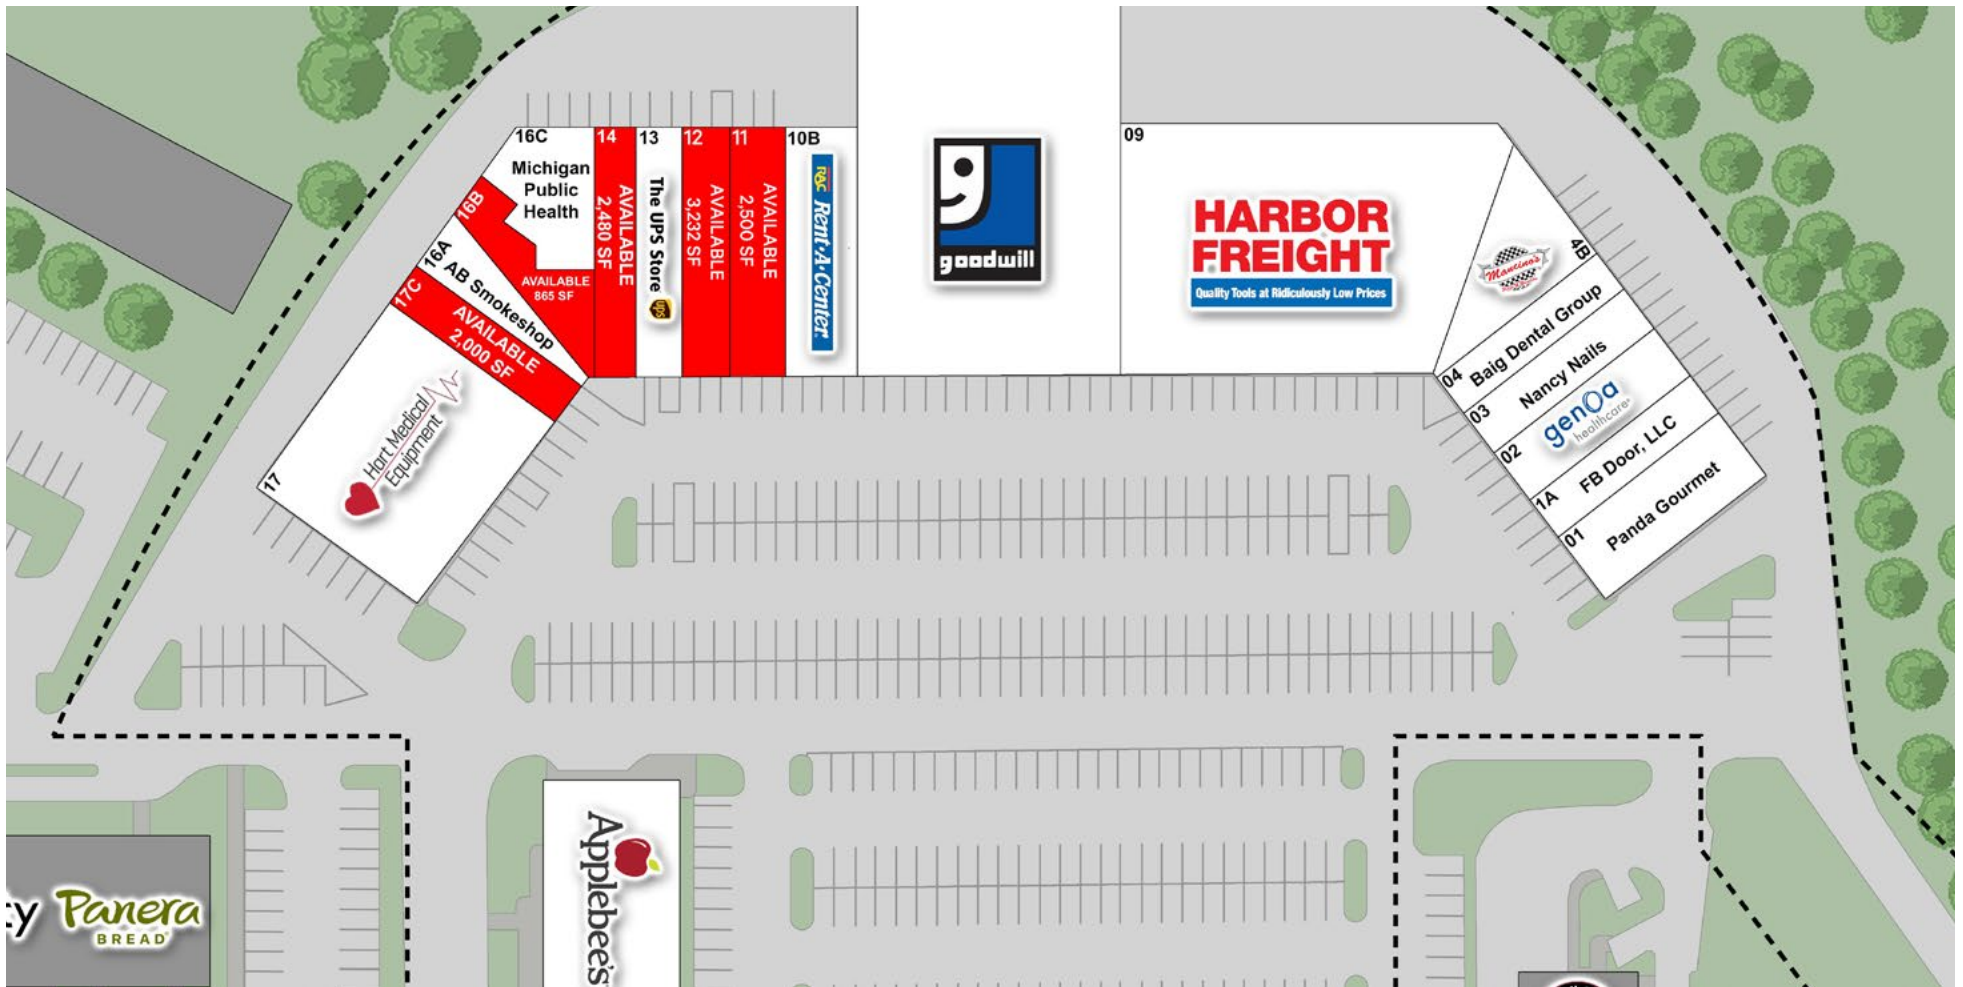 16C
Michigan
Public
Health
14
AVAILABLE
2,480 SF
13
The UPS Store
ups
12
AVAILABLE
3,232 SF
11
AVAILABLE
2,500 SF
10B
RAC Rent-A-Center
goodwill
09
HARBOR
FREIGHT
Quality Tools at Ridiculously Low Prices
Mancino's
4B
16B
AVAILABLE
865 SF
16A
AB Smokeshop
17C
AVAILABLE
2,000 SF
17
Hart Medical
Equipment
04
Baig Dental Group
03
Nancy Nails
02
genOa
healthcare
1A
FB Door, LLC
01
Panda Gourmet
Applebee's
Panera
BREAD